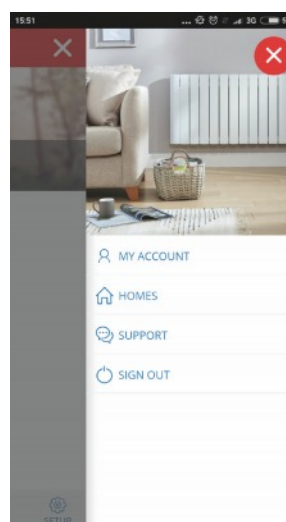 15:51
... 3G
MY ACCOUNT
HOMES
SUPPORT
SIGN OUT
SETUP